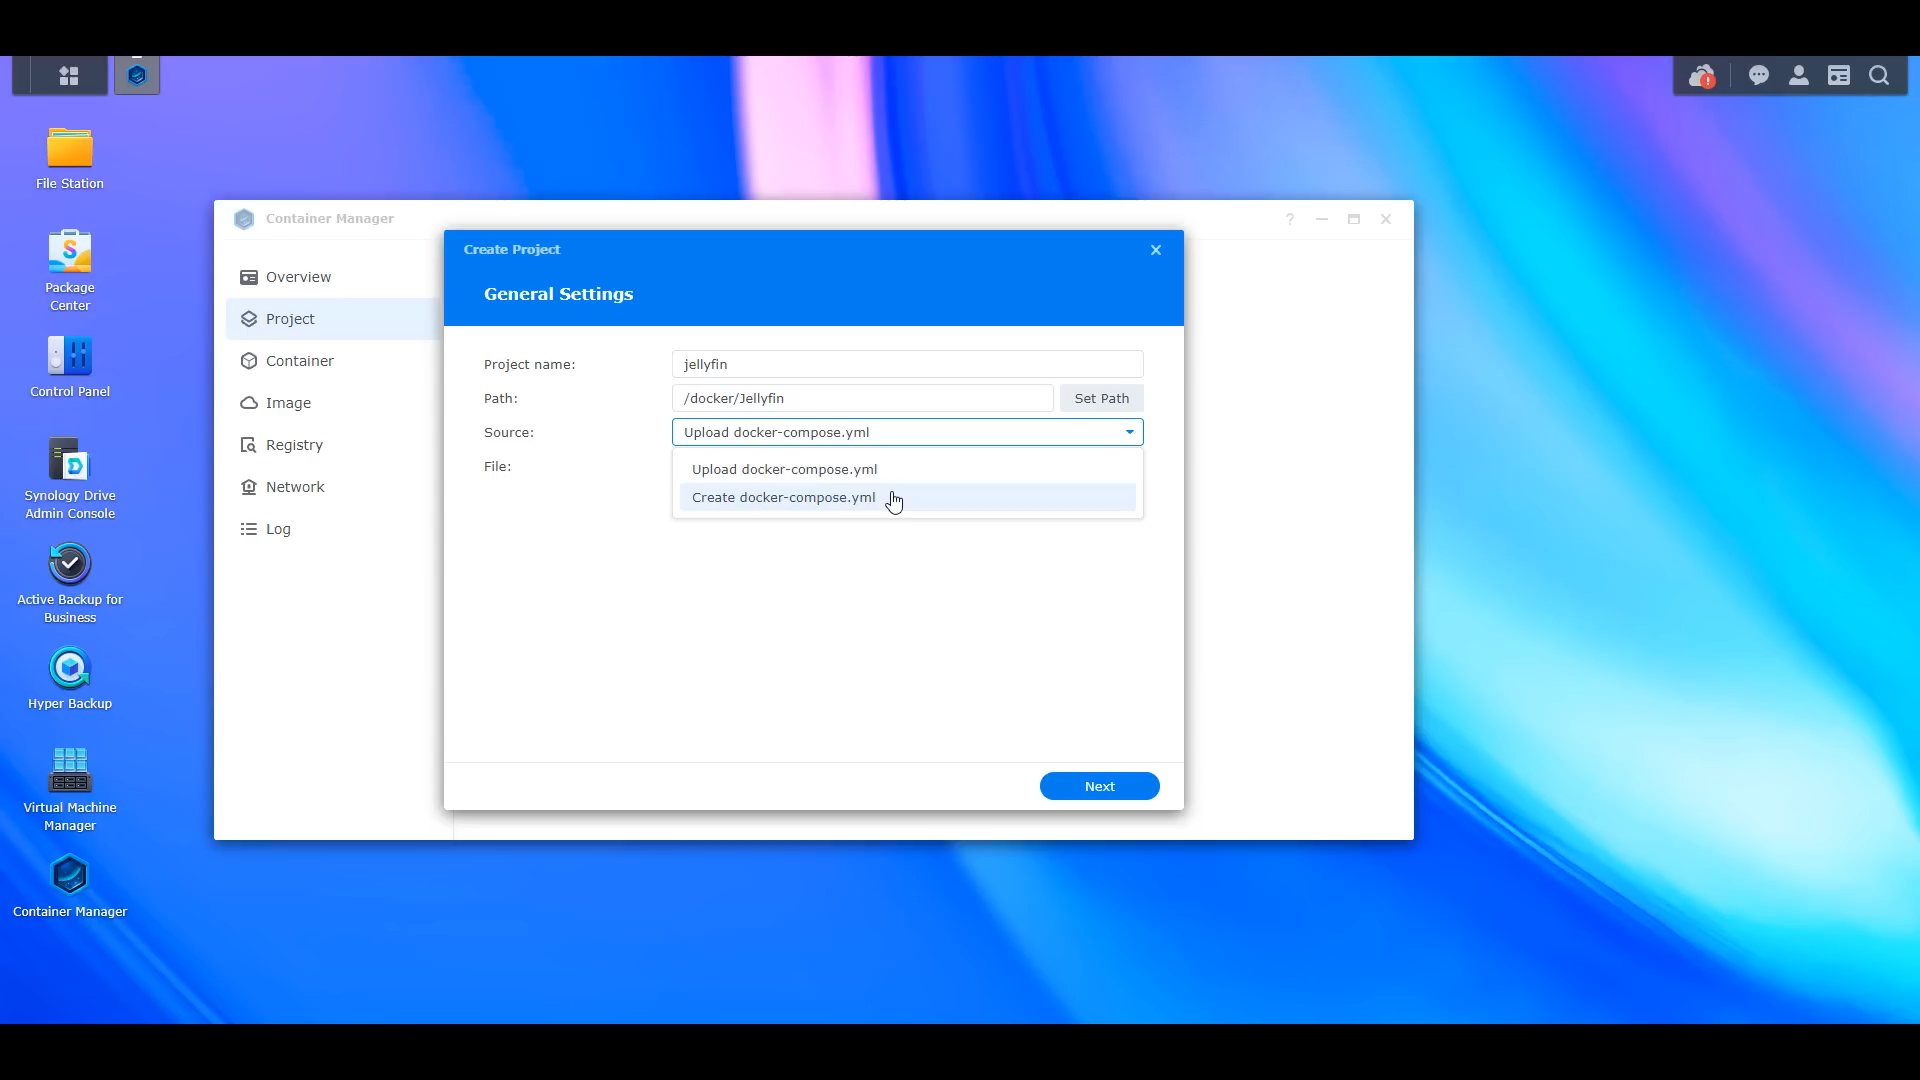 File Station
Package
Center
Control Panel
Synology Drive
Admin Console
Active Backup for
Business
Hyper Backup
Virtual Machine
Manager
Container Manager
Container Manager
?
Overview
Project
Container
Image
Registry
Network
Log
Create Project
General Settings
Project name:
jellyfin
Path:
/docker/Jellyfin
Set Path
Source:
Upload docker-compose.yml
File:
Upload docker-compose.yml
Create docker-compose.yml
Next